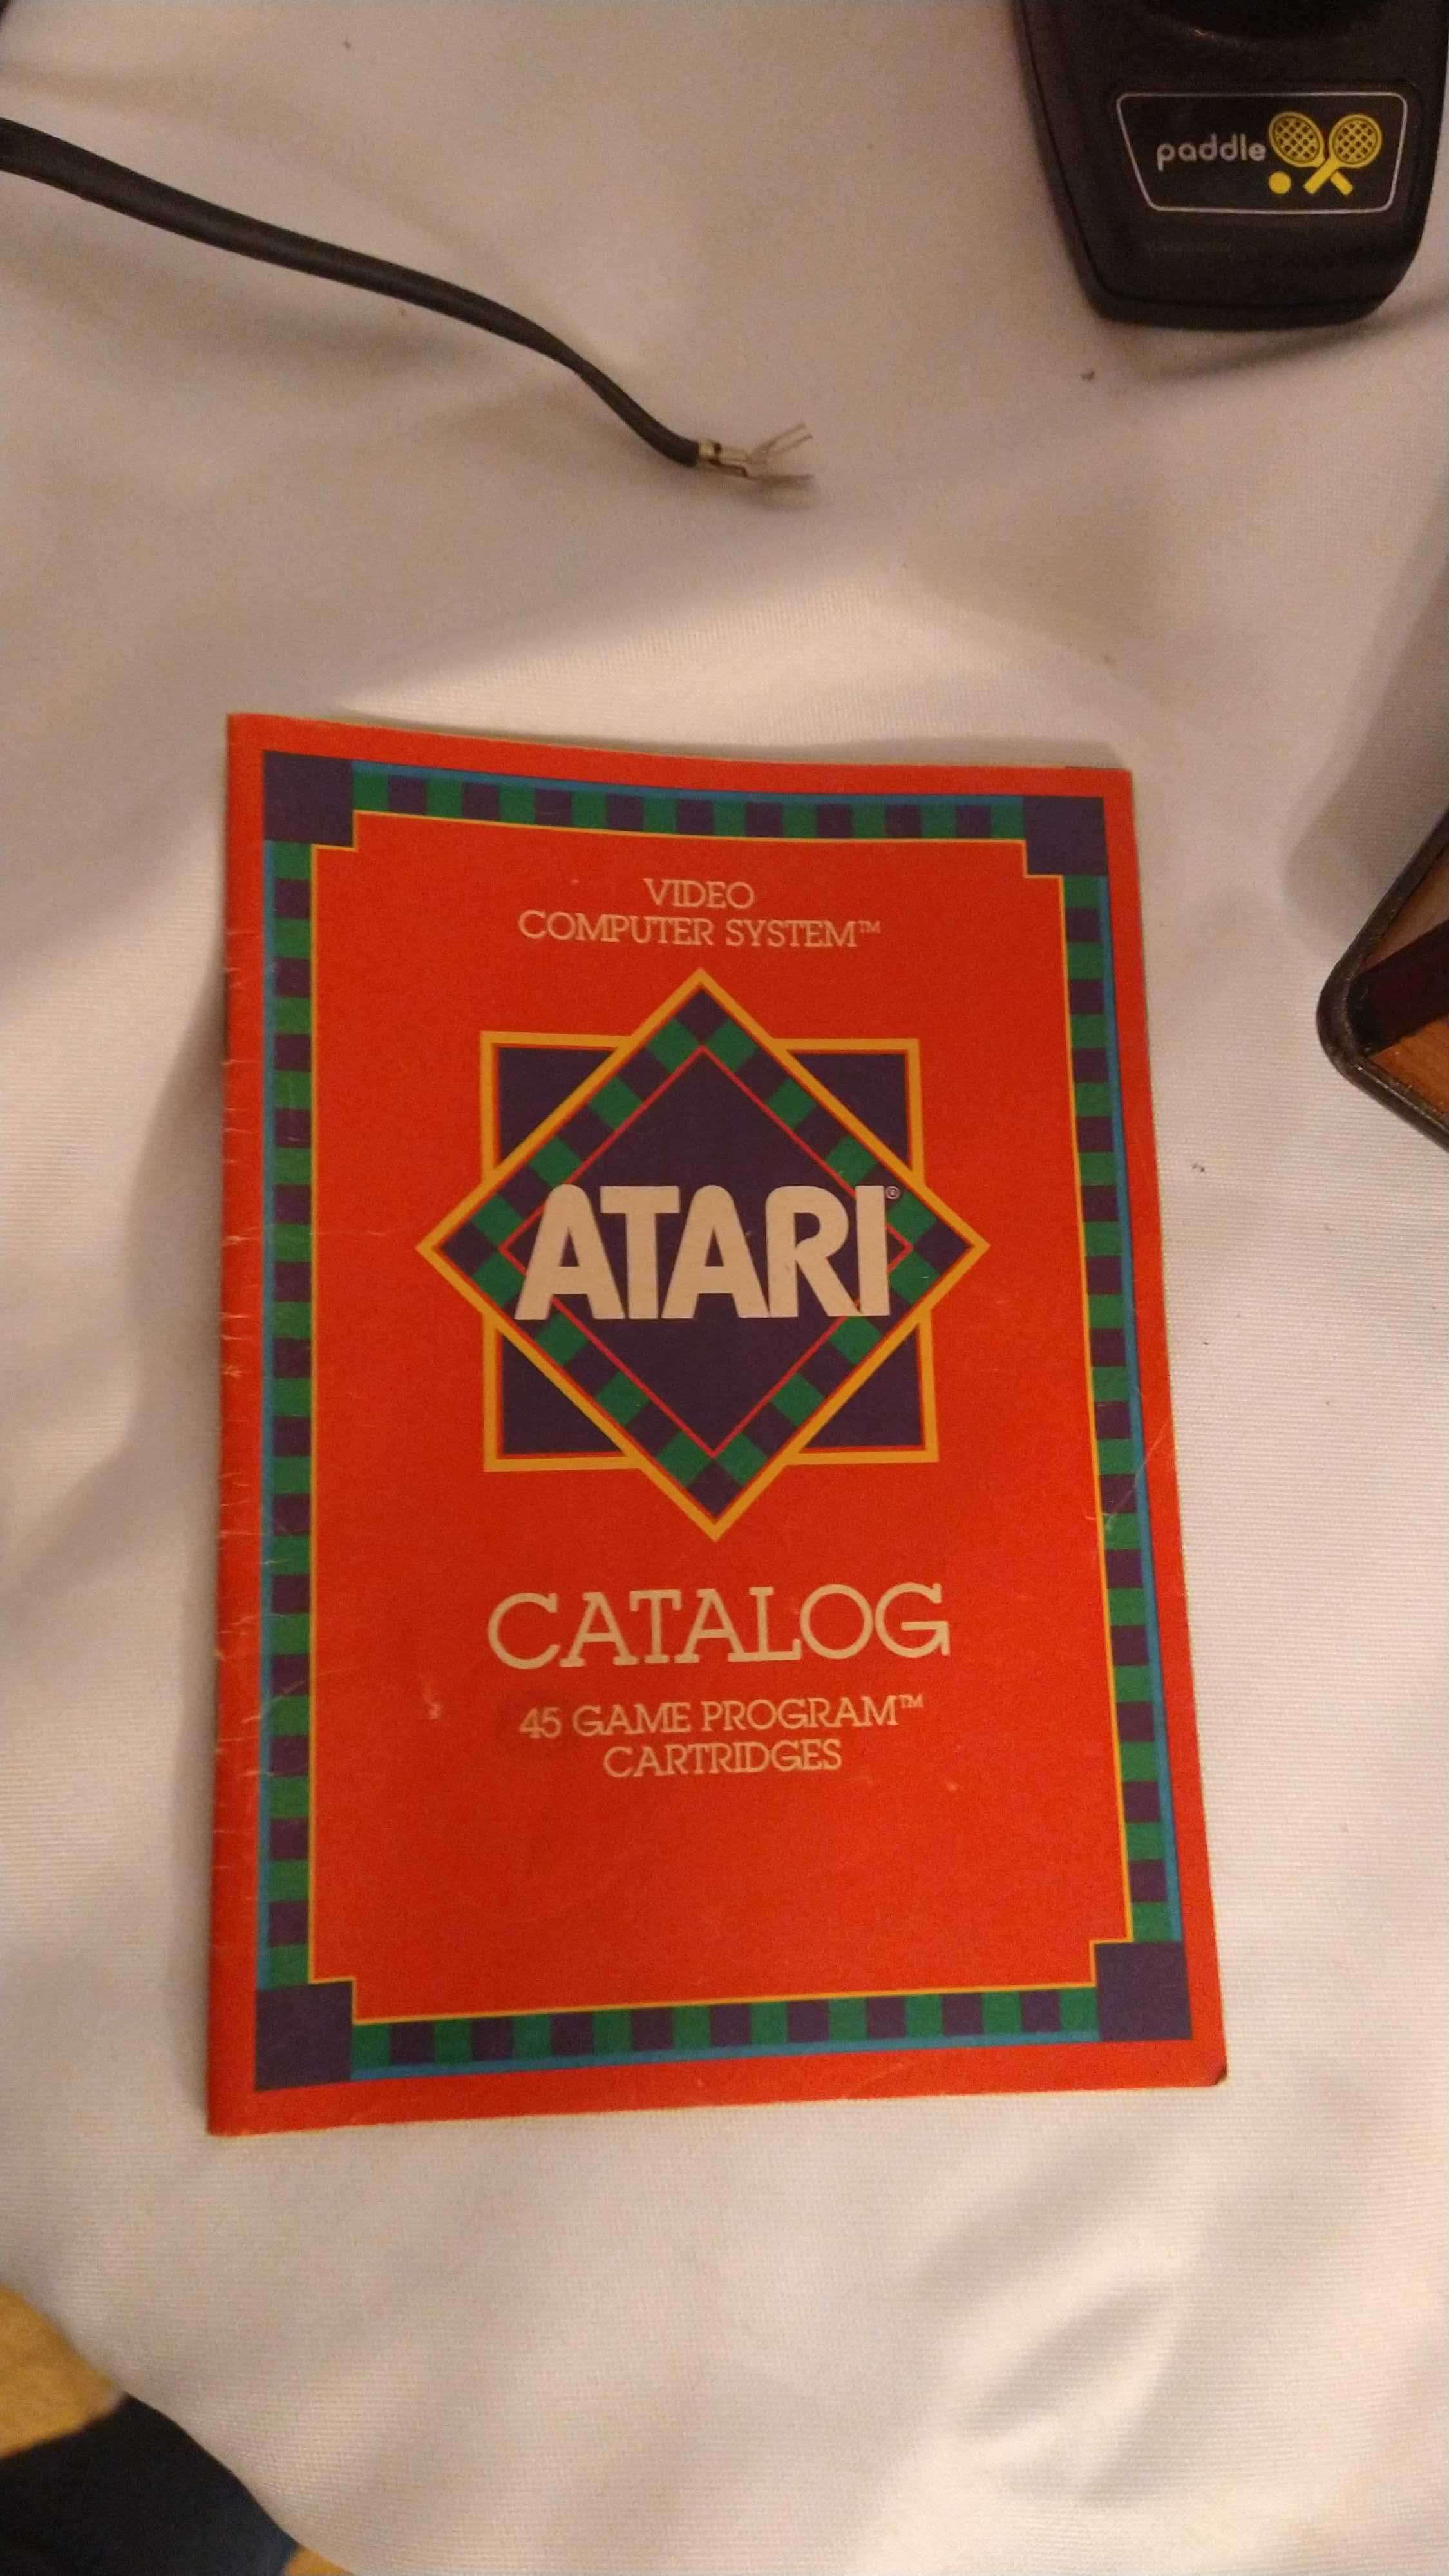 paddle
VIDEO
COMPUTER SYSTEM™
ATARI®
CATALOG
45 GAME PROGRAM™
CARTRIDGES